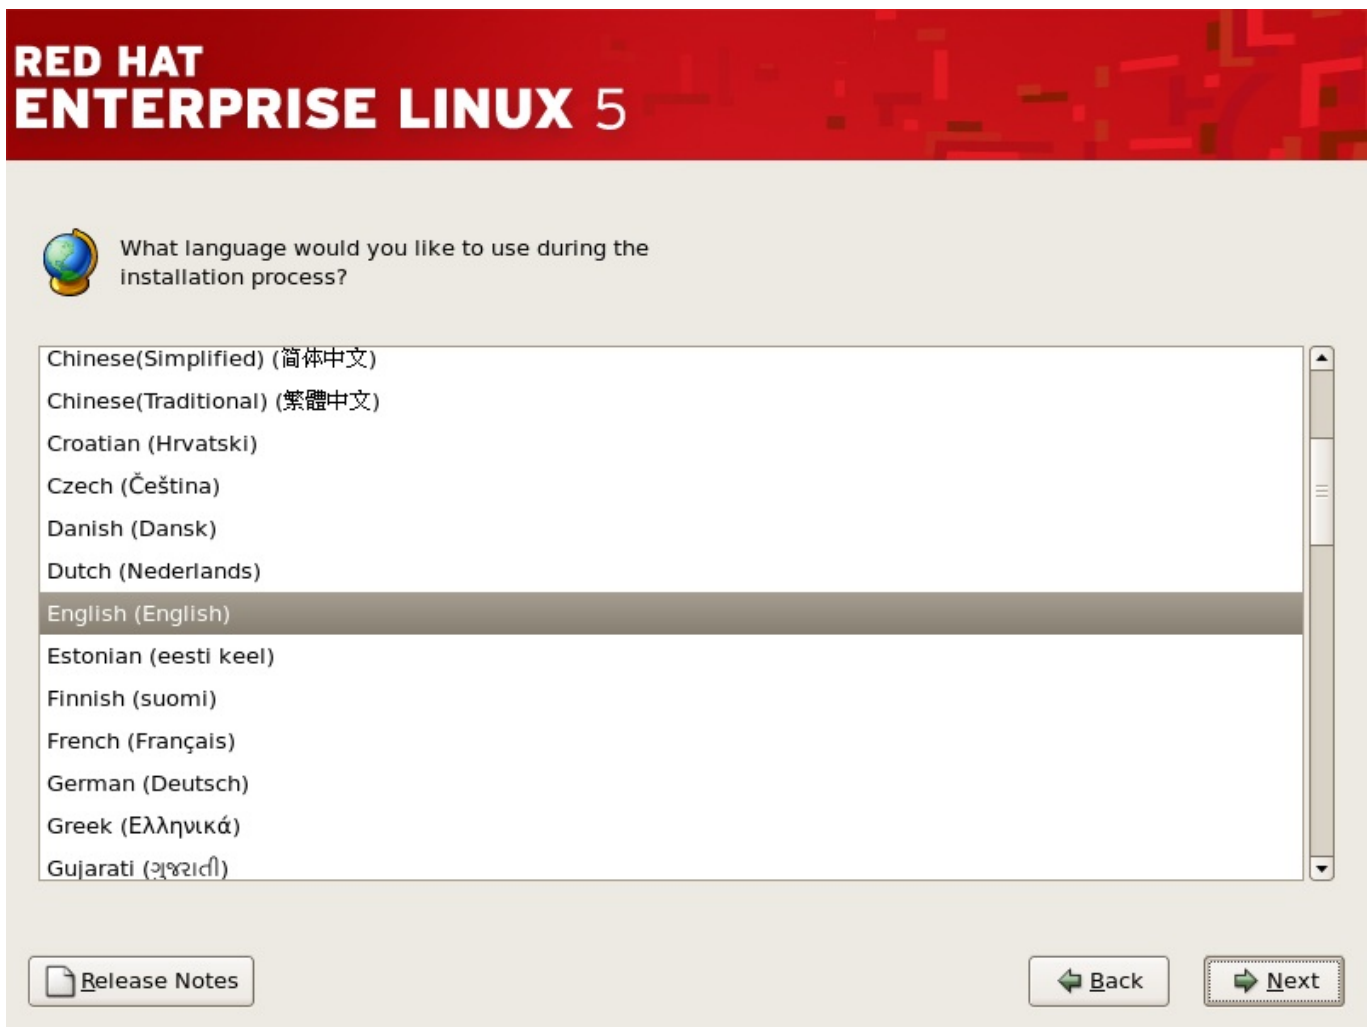 RED HAT
ENTERPRISE LINUX 5
What language would you like to use during the
installation process?
Chinese(Simplified) (简体中文)
Chinese(Traditional) (繁體中文)
Croatian (Hrvatski)
Czech (Čeština)
Danish (Dansk)
Dutch (Nederlands)
English (English)
Estonian (eesti keel)
Finnish (suomi)
French (Français)
German (Deutsch)
Greek (Ελληνικά)
Gujarati (ગુજરાતી)
Release Notes
Back
Next